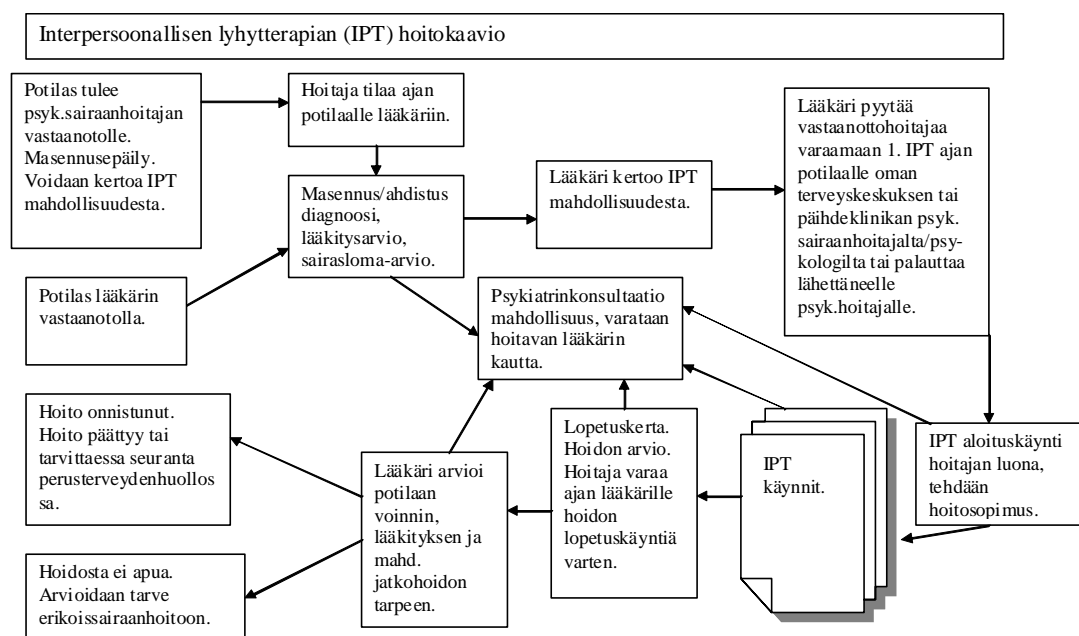 Interpersoonallisen lyhytterapian (IPT) hoitokaavio
Potilas tulee
psyk.sairaanhoitajan
vastaanotolle.
Masennusepäily.
Voidaan kertoa IPT
mahdollisuudesta.
Hoitaja tilaa ajan
potilaalle lääkäriin.
Masennus/ahdistus
diagnoosi,
lääkitysarvio,
sairasloma-arvio.
Lääkäri kertoo IPT
mahdollisuudesta.
Lääkäri pyytää
vastaanottohoitajaa
varaamaan 1. IPT ajan
potilaalle oman
terveyskeskuksen tai
päihdeklinikan psyk.
sairaanhoitajalta/psy-
kologilta tai palauttaa
lähettäneelle
psyk.hoitajalle.
Potilas lääkärin
vastaanotolla.
Psykiatrinkonsultaatio
mahdollisuus, varataan
hoitavan lääkärin
kautta.
Hoito onnistunut.
Hoito päättyy tai
tarvittaessa seuranta
perusterveydenhuollos
sa.
Lääkäri arvioi
potilaan
voinnin,
lääkityksen ja
mahd.
jatkohoidon
tarpeen.
Lopetuskerta.
Hoidon arvio.
Hoitaja varaa
ajan lääkärille
hoidon
lopetuskäyntiä
varten.
IPT
käynnit.
IPT aloituskäynti
hoitajan luona,
tehdään
hoitosopimus.
Hoidosta ei apua.
Arvioidaan tarve
erikoissairaanhoitoon.